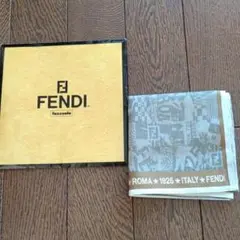 FENDI
fazzoletto
ROMA ★ 1925 ★ ITALY ★ FENDI